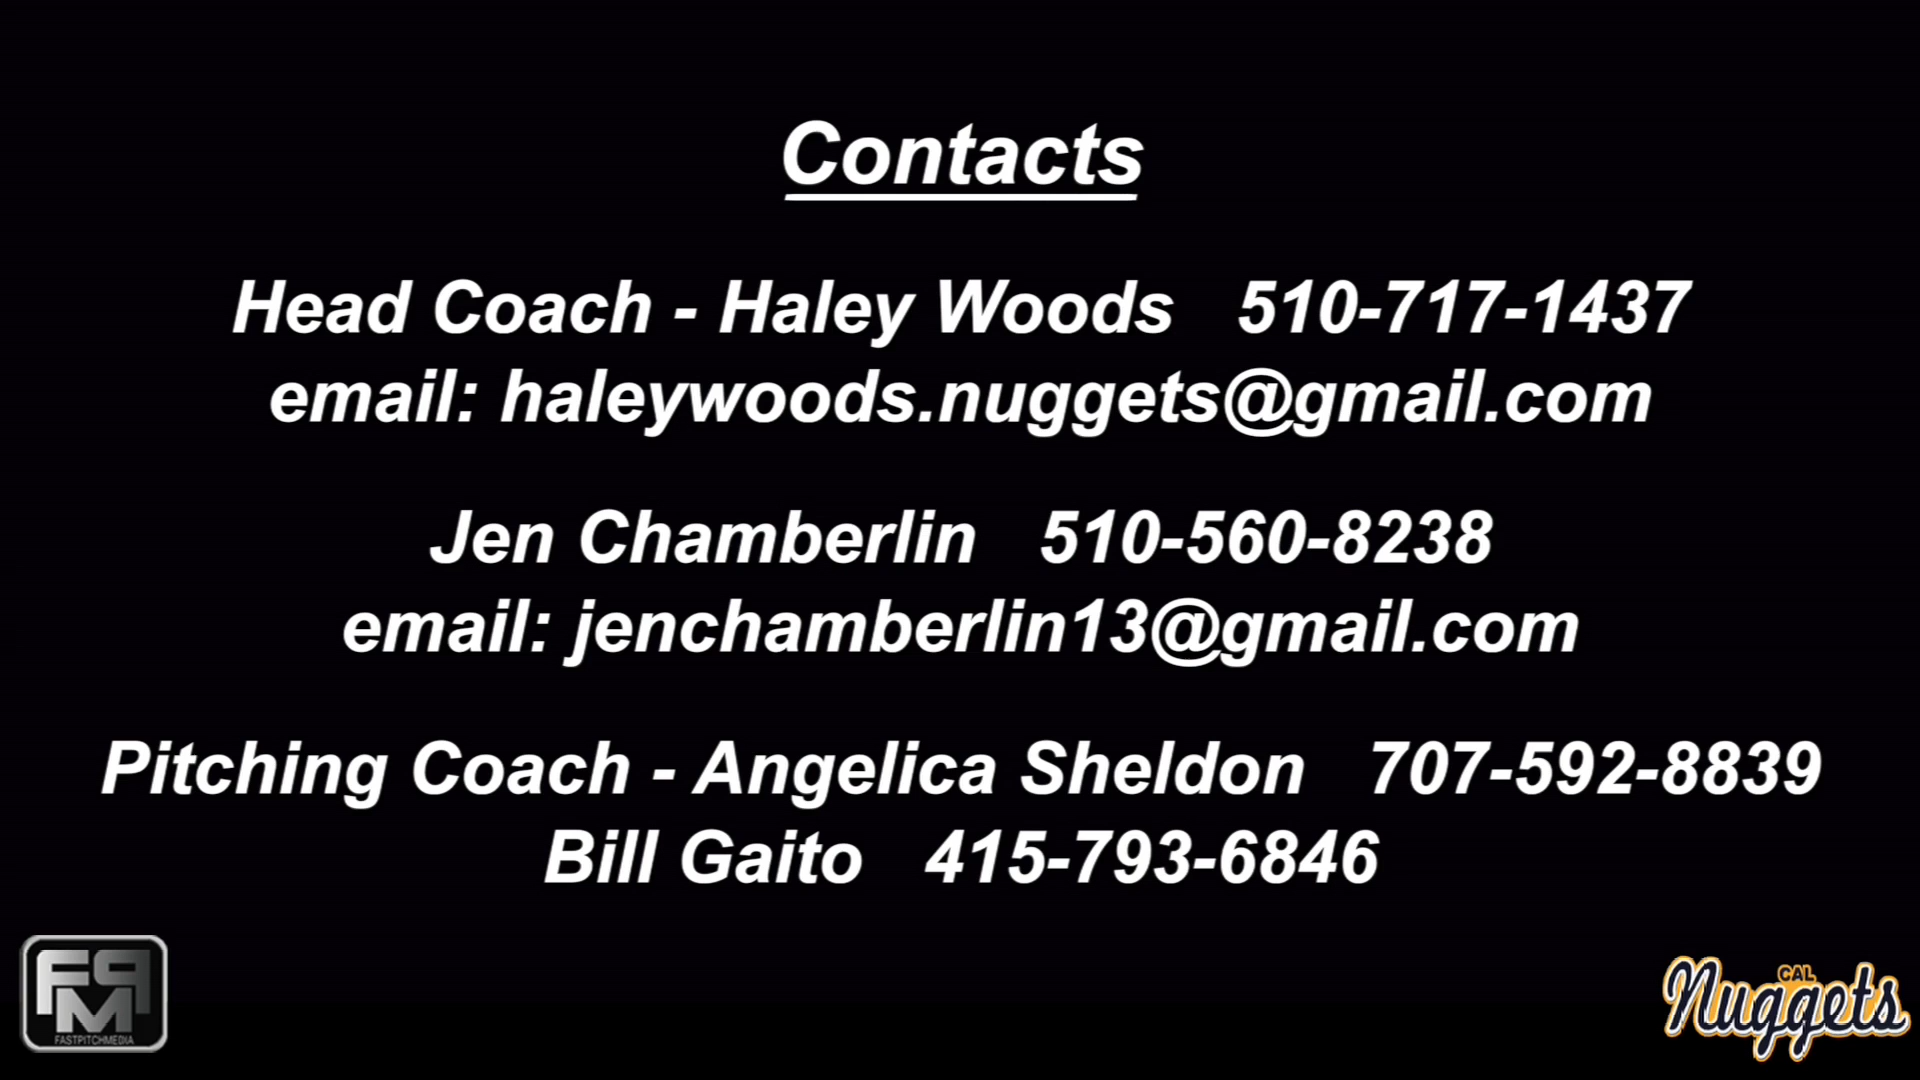 Contacts
Head Coach - Haley Woods 510-717-1437
email: haleywoods.nuggets@gmail.com
Jen Chamberlin 510-560-8238
email: jenchamberlin13@gmail.com
Pitching Coach - Angelica Sheldon 707-592-8839
Bill Gaito 415-793-6846
FPM
FASTPITCHMEDIA
CAL
Nuggets